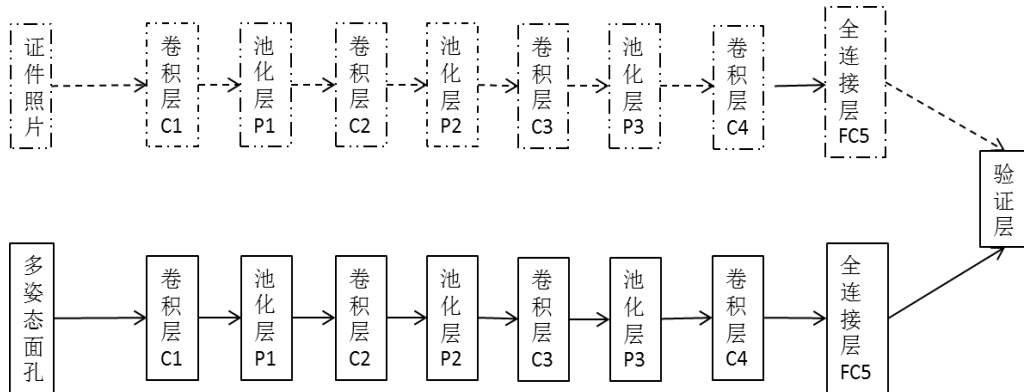 证件照片
卷积层C1
池化层P1
卷积层C2
池化层P2
卷积层C3
池化层P3
卷积层C4
全连接层FC5
验证层
多姿态面孔
卷积层C1
池化层P1
卷积层C2
池化层P2
卷积层C3
池化层P3
卷积层C4
全连接层FC5